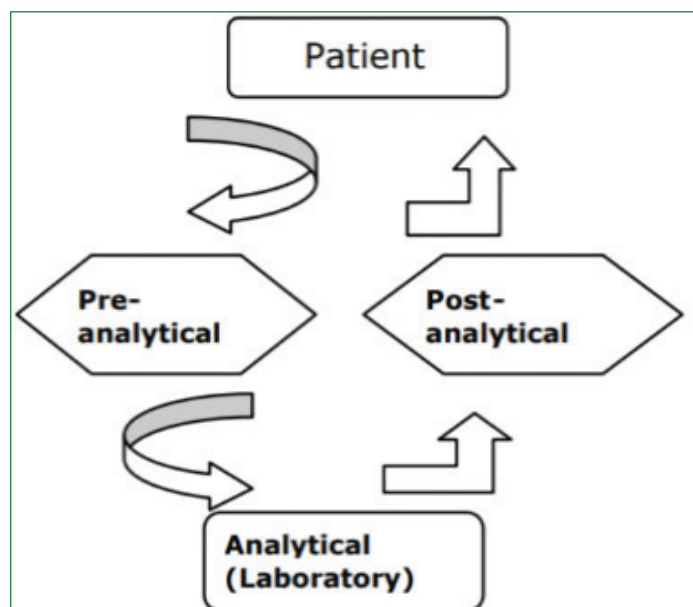 Patient
Pre-
analytical
Post-
analytical
Analytical
(Laboratory)